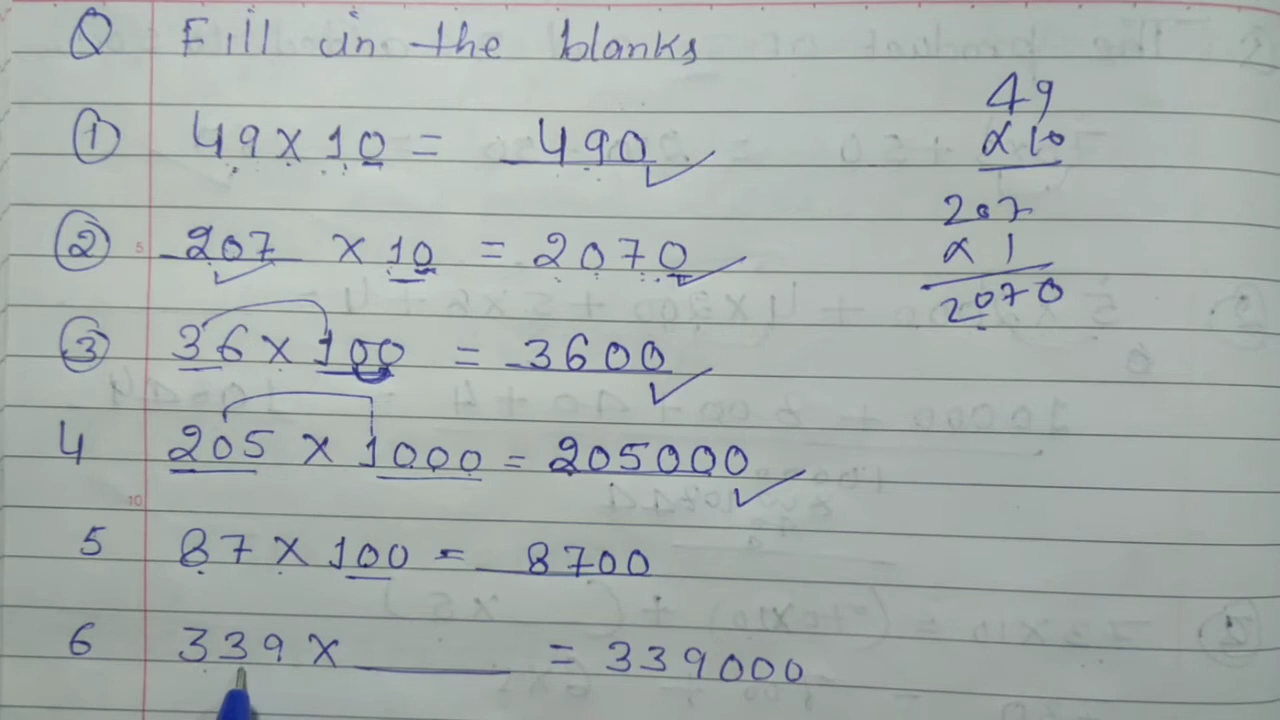 Q Fill in the blanks
① 49 x 10 = 490
② 207 x 10 = 2070
③ 36 x 100 = 3600
4 205 x 1000 = 205000
5 87 x 100 = 8700
6 339 x ______ = 339000
49
x 10
207
x 1
2070